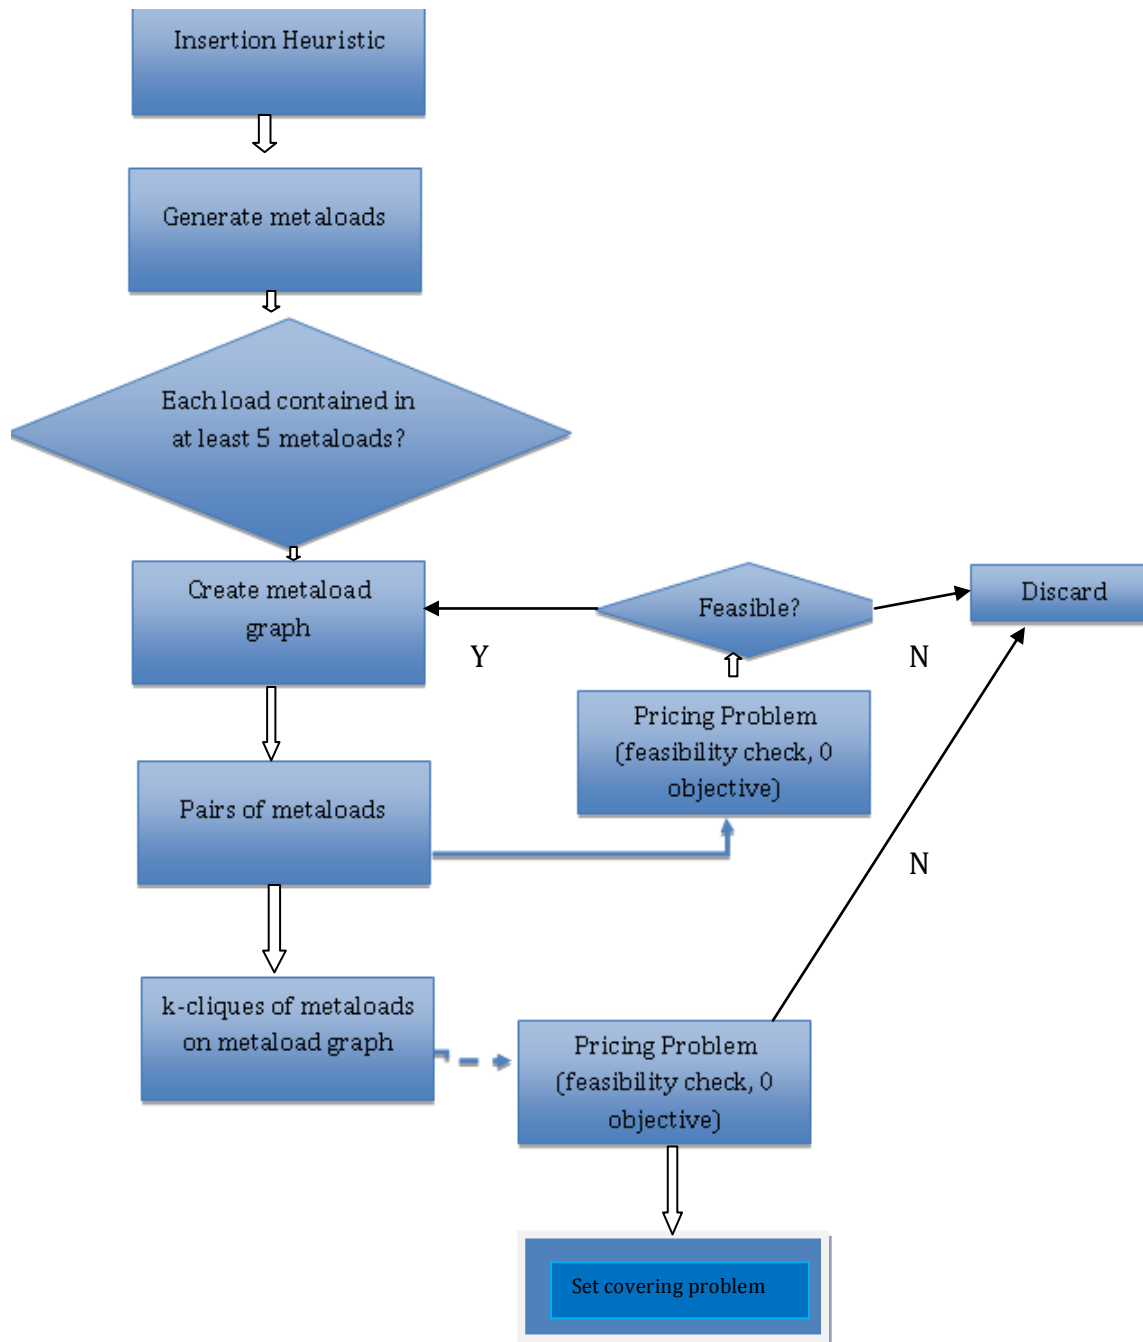 Insertion Heuristic
Generate metaloads
Each load contained in
at least 5 metaloads?
Create metaload
graph
Feasible?
Discard
Y
N
Pricing Problem
(feasibility check, 0
objective)
Pairs of metaloads
N
k-cliques of metaloads
on metaload graph
Pricing Problem
(feasibility check, 0
objective)
Set covering problem